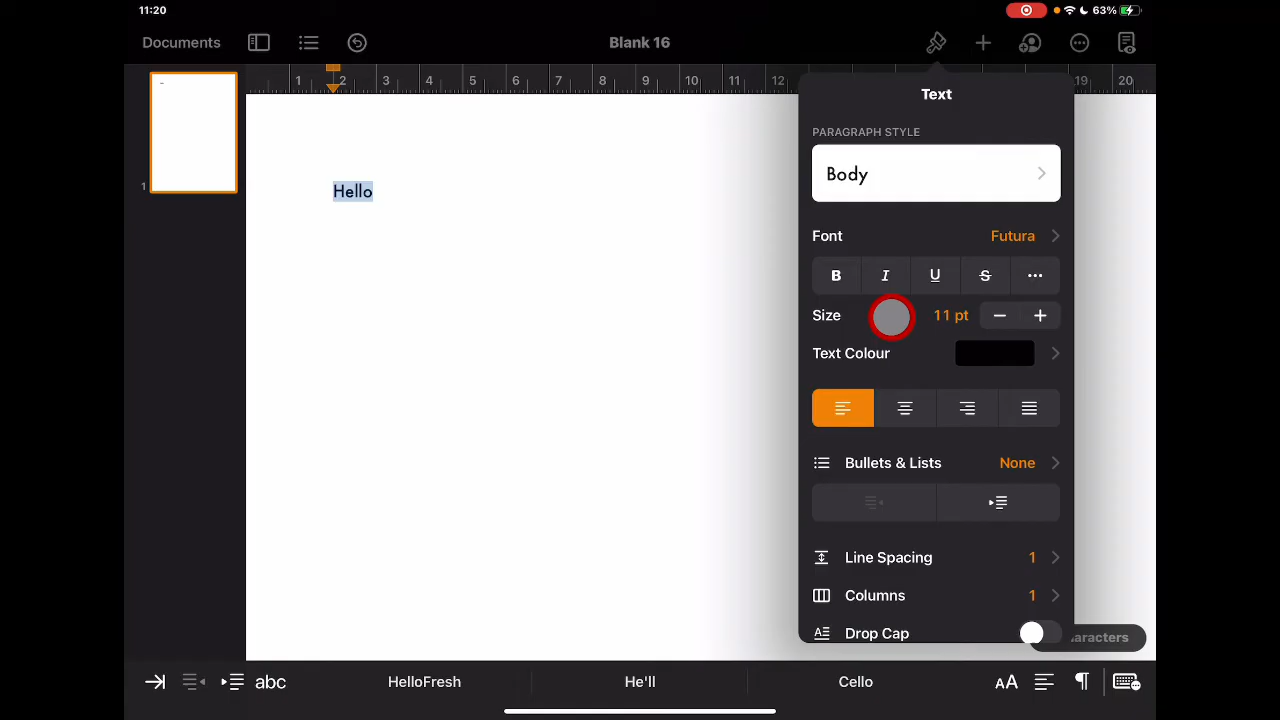 11:20
63%
Documents
Blank 16
1 2 3 4 5 6 7 8 9 10 11 12 19 20
Text
PARAGRAPH STYLE
Body
1
Hello
Font Futura
B I U S ...
Size 11 pt − +
Text Colour
Bullets & Lists None
Line Spacing 1
Columns 1
Drop Cap
abc HelloFresh He'll Cello AA ¶